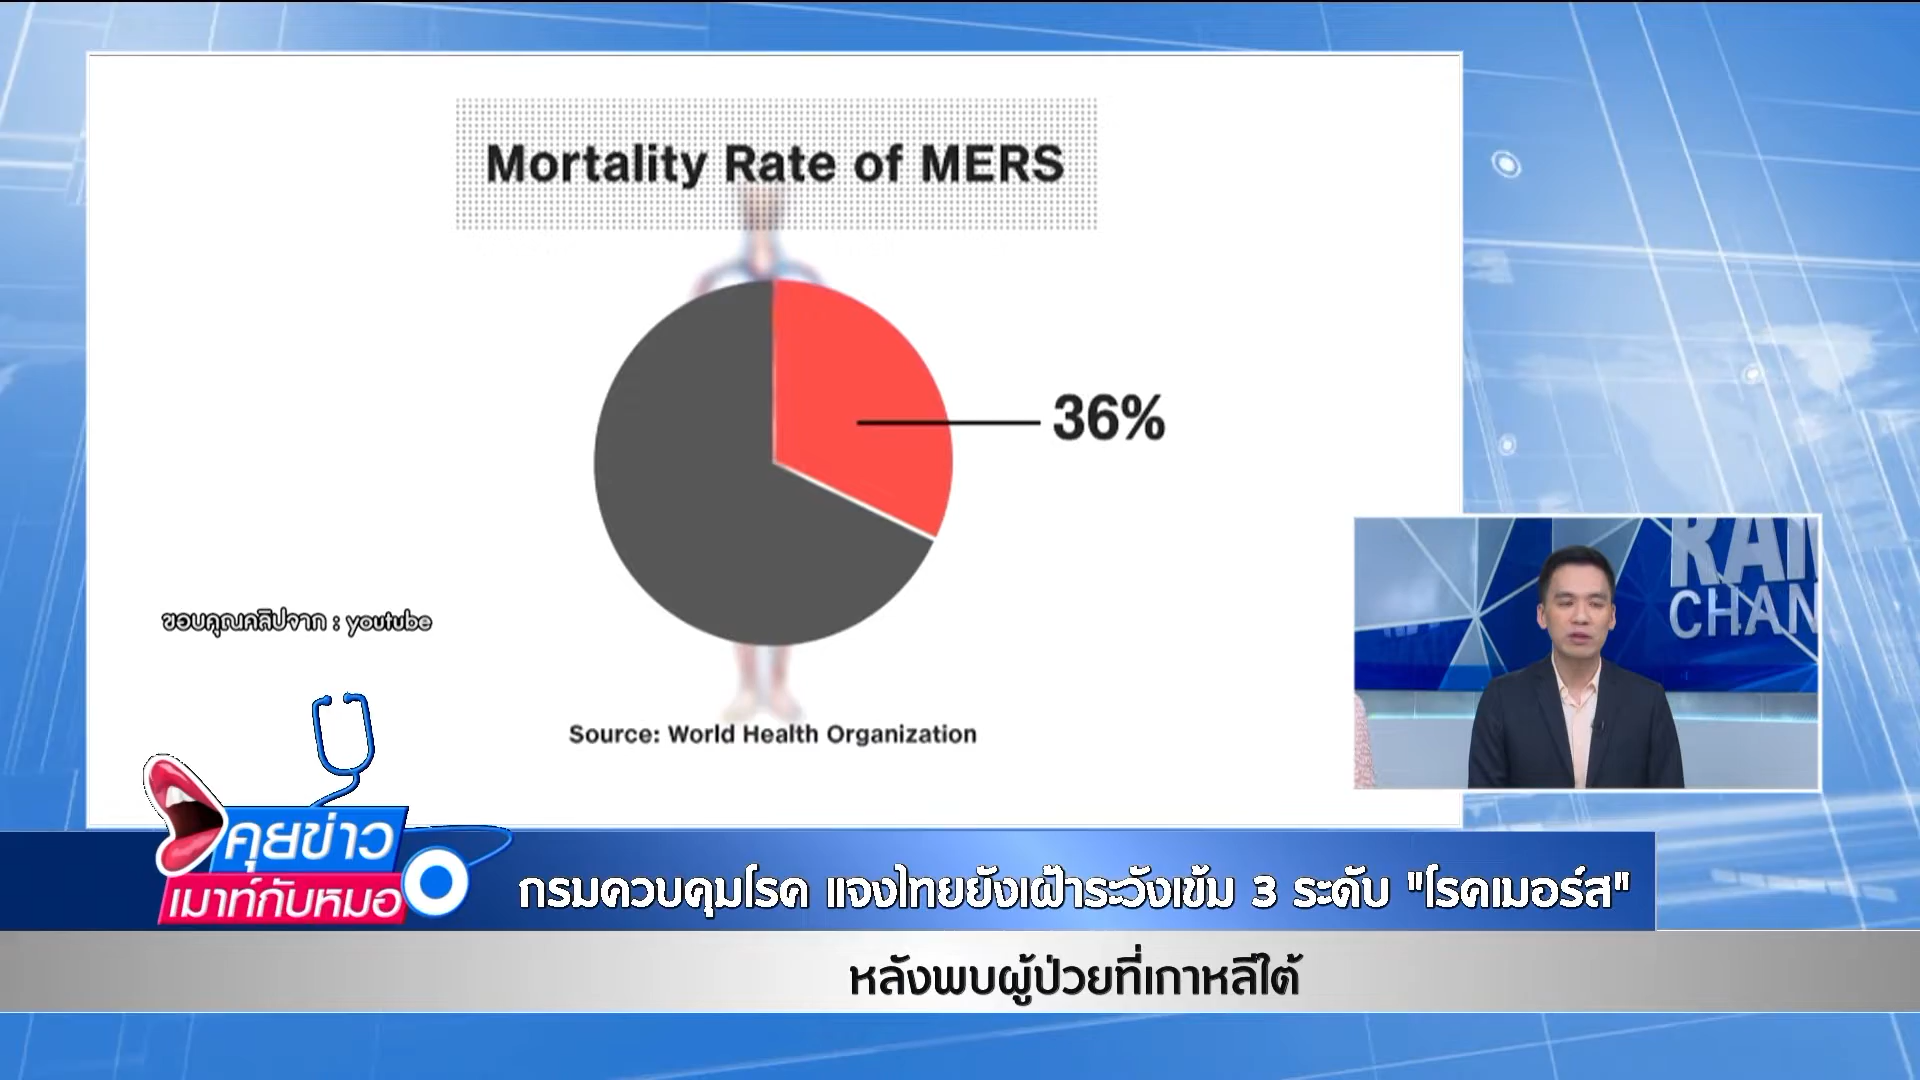 Mortality Rate of MERS
36%
ขอบคุณคลิปจาก : youtube
Source: World Health Organization
CHAN
คุยข่าว
เมาท์กับหมอ
กรมควบคุมโรค แจงไทยยังเฝ้าระวังเข้ม 3 ระดับ "โรคเมอร์ส"
หลังพบผู้ป่วยที่เกาหลีใต้